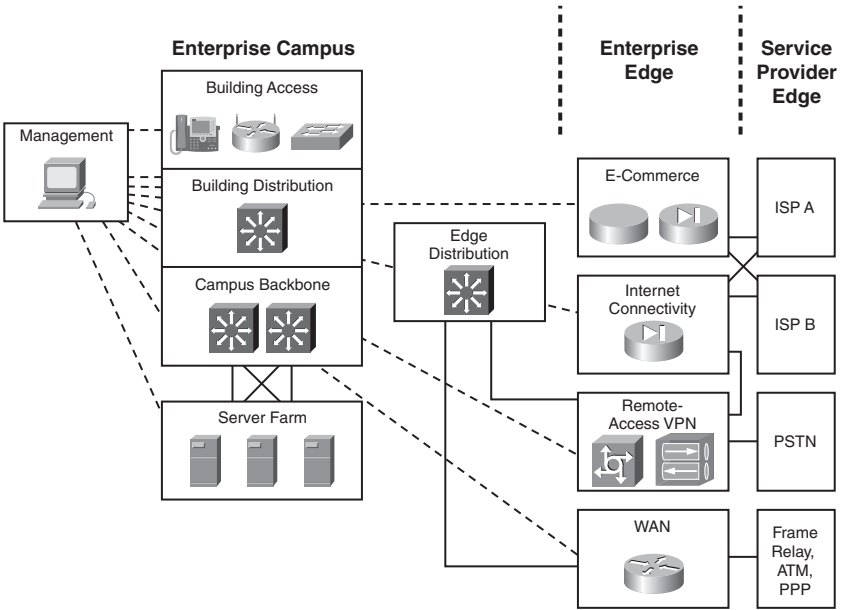 Enterprise Campus
Enterprise
Edge
Service
Provider
Edge
Building Access
Management
Building Distribution
Campus Backbone
Server Farm
Edge
Distribution
E-Commerce
Internet
Connectivity
Remote-
Access VPN
WAN
ISP A
ISP B
PSTN
Frame
Relay,
ATM,
PPP